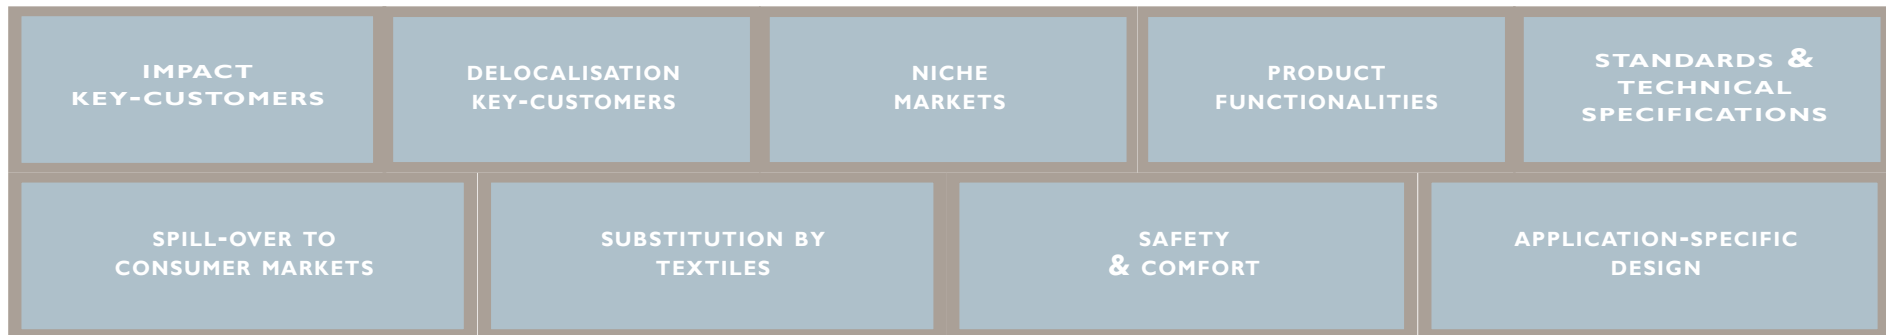 IMPACT
KEY-CUSTOMERS
DELOCALISATION
KEY-CUSTOMERS
NICHE
MARKETS
PRODUCT
FUNCTIONALITIES
STANDARDS &
TECHNICAL
SPECIFICATIONS
SPILL-OVER TO
CONSUMER MARKETS
SUBSTITUTION BY
TEXTILES
SAFETY
& COMFORT
APPLICATION-SPECIFIC
DESIGN